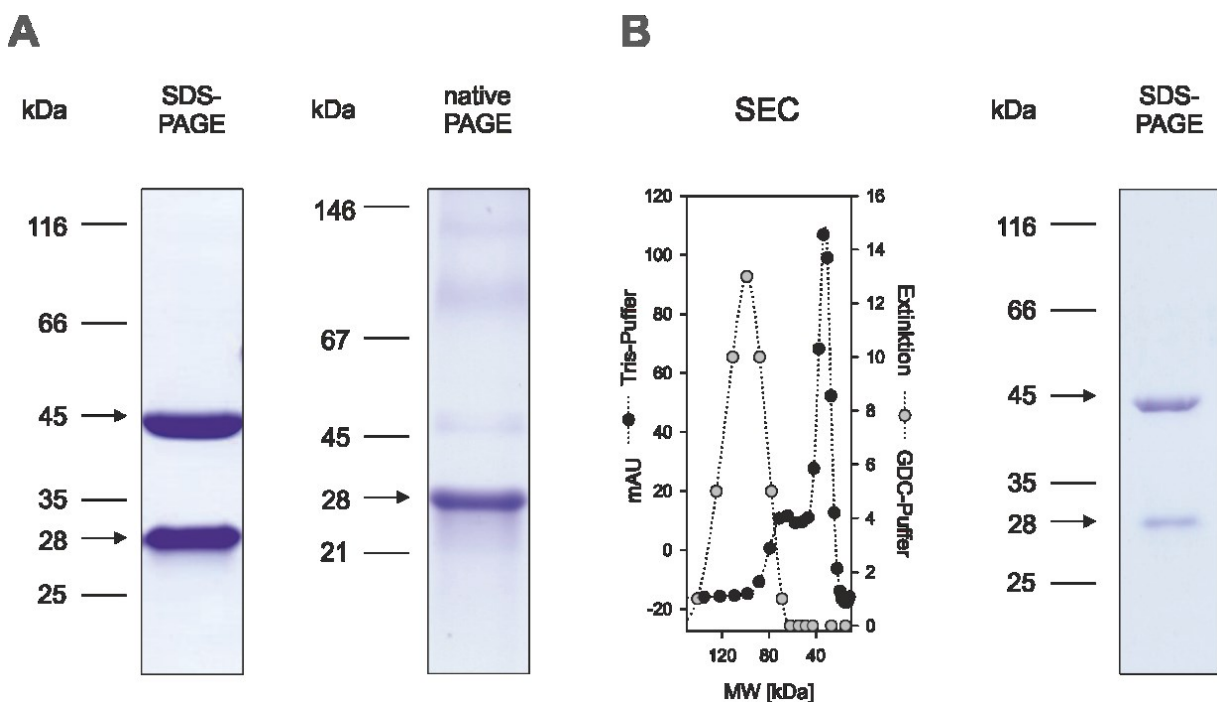 A
kDa
SDS-
PAGE
116
66
45
35
28
25
kDa
native
PAGE
146
67
45
28
21
B
SEC
120
100
80
60
40
20
0
-20
mAU
Tris-Puffer
16
14
12
10
8
6
4
2
0
Extinktion
GDC-Puffer
120 80 40
MW [kDa]
kDa
SDS-
PAGE
116
66
45
35
28
25